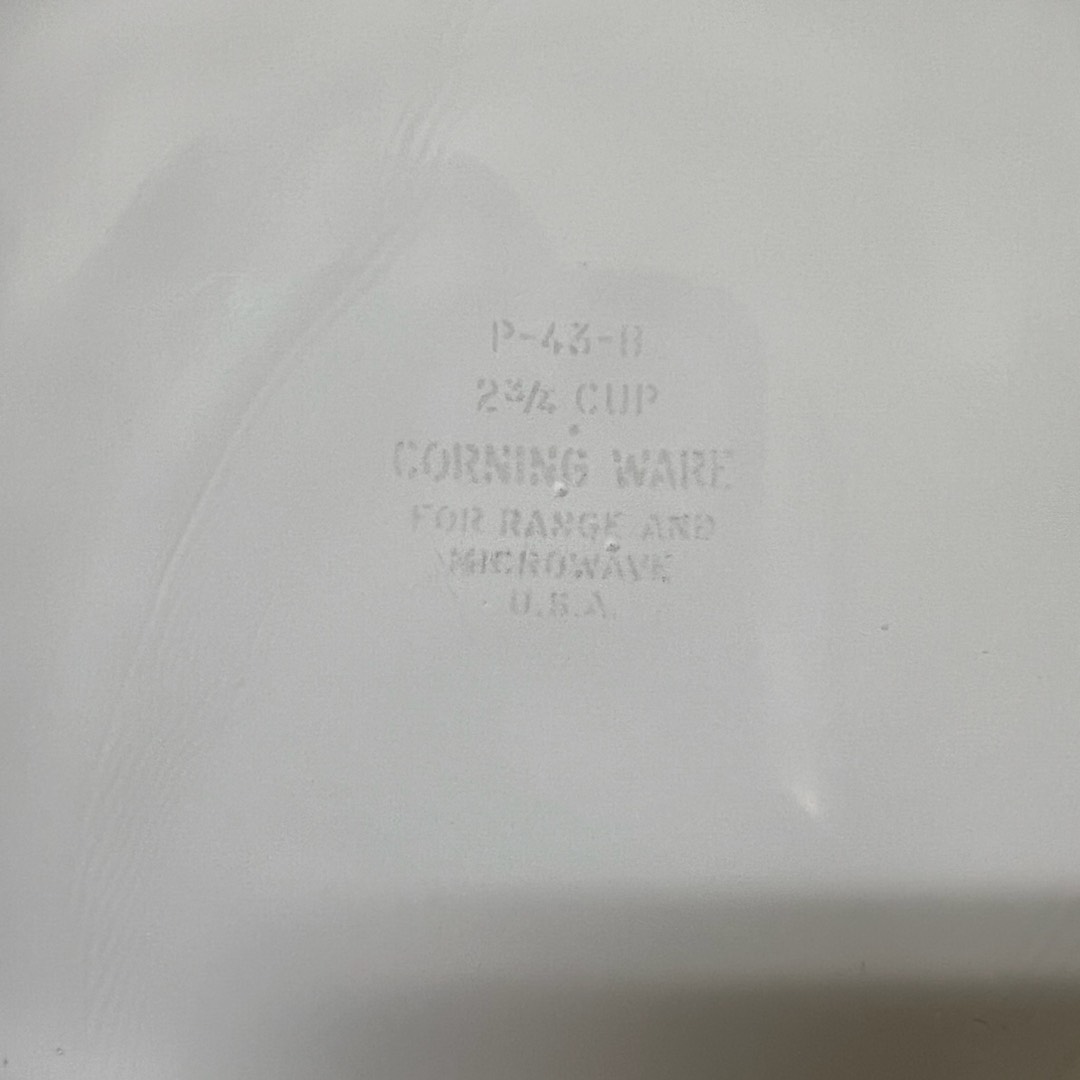 P-43-B
2¾ CUP
CORNING WARE
FOR RANGE AND
MICROWAVE
U.S.A.